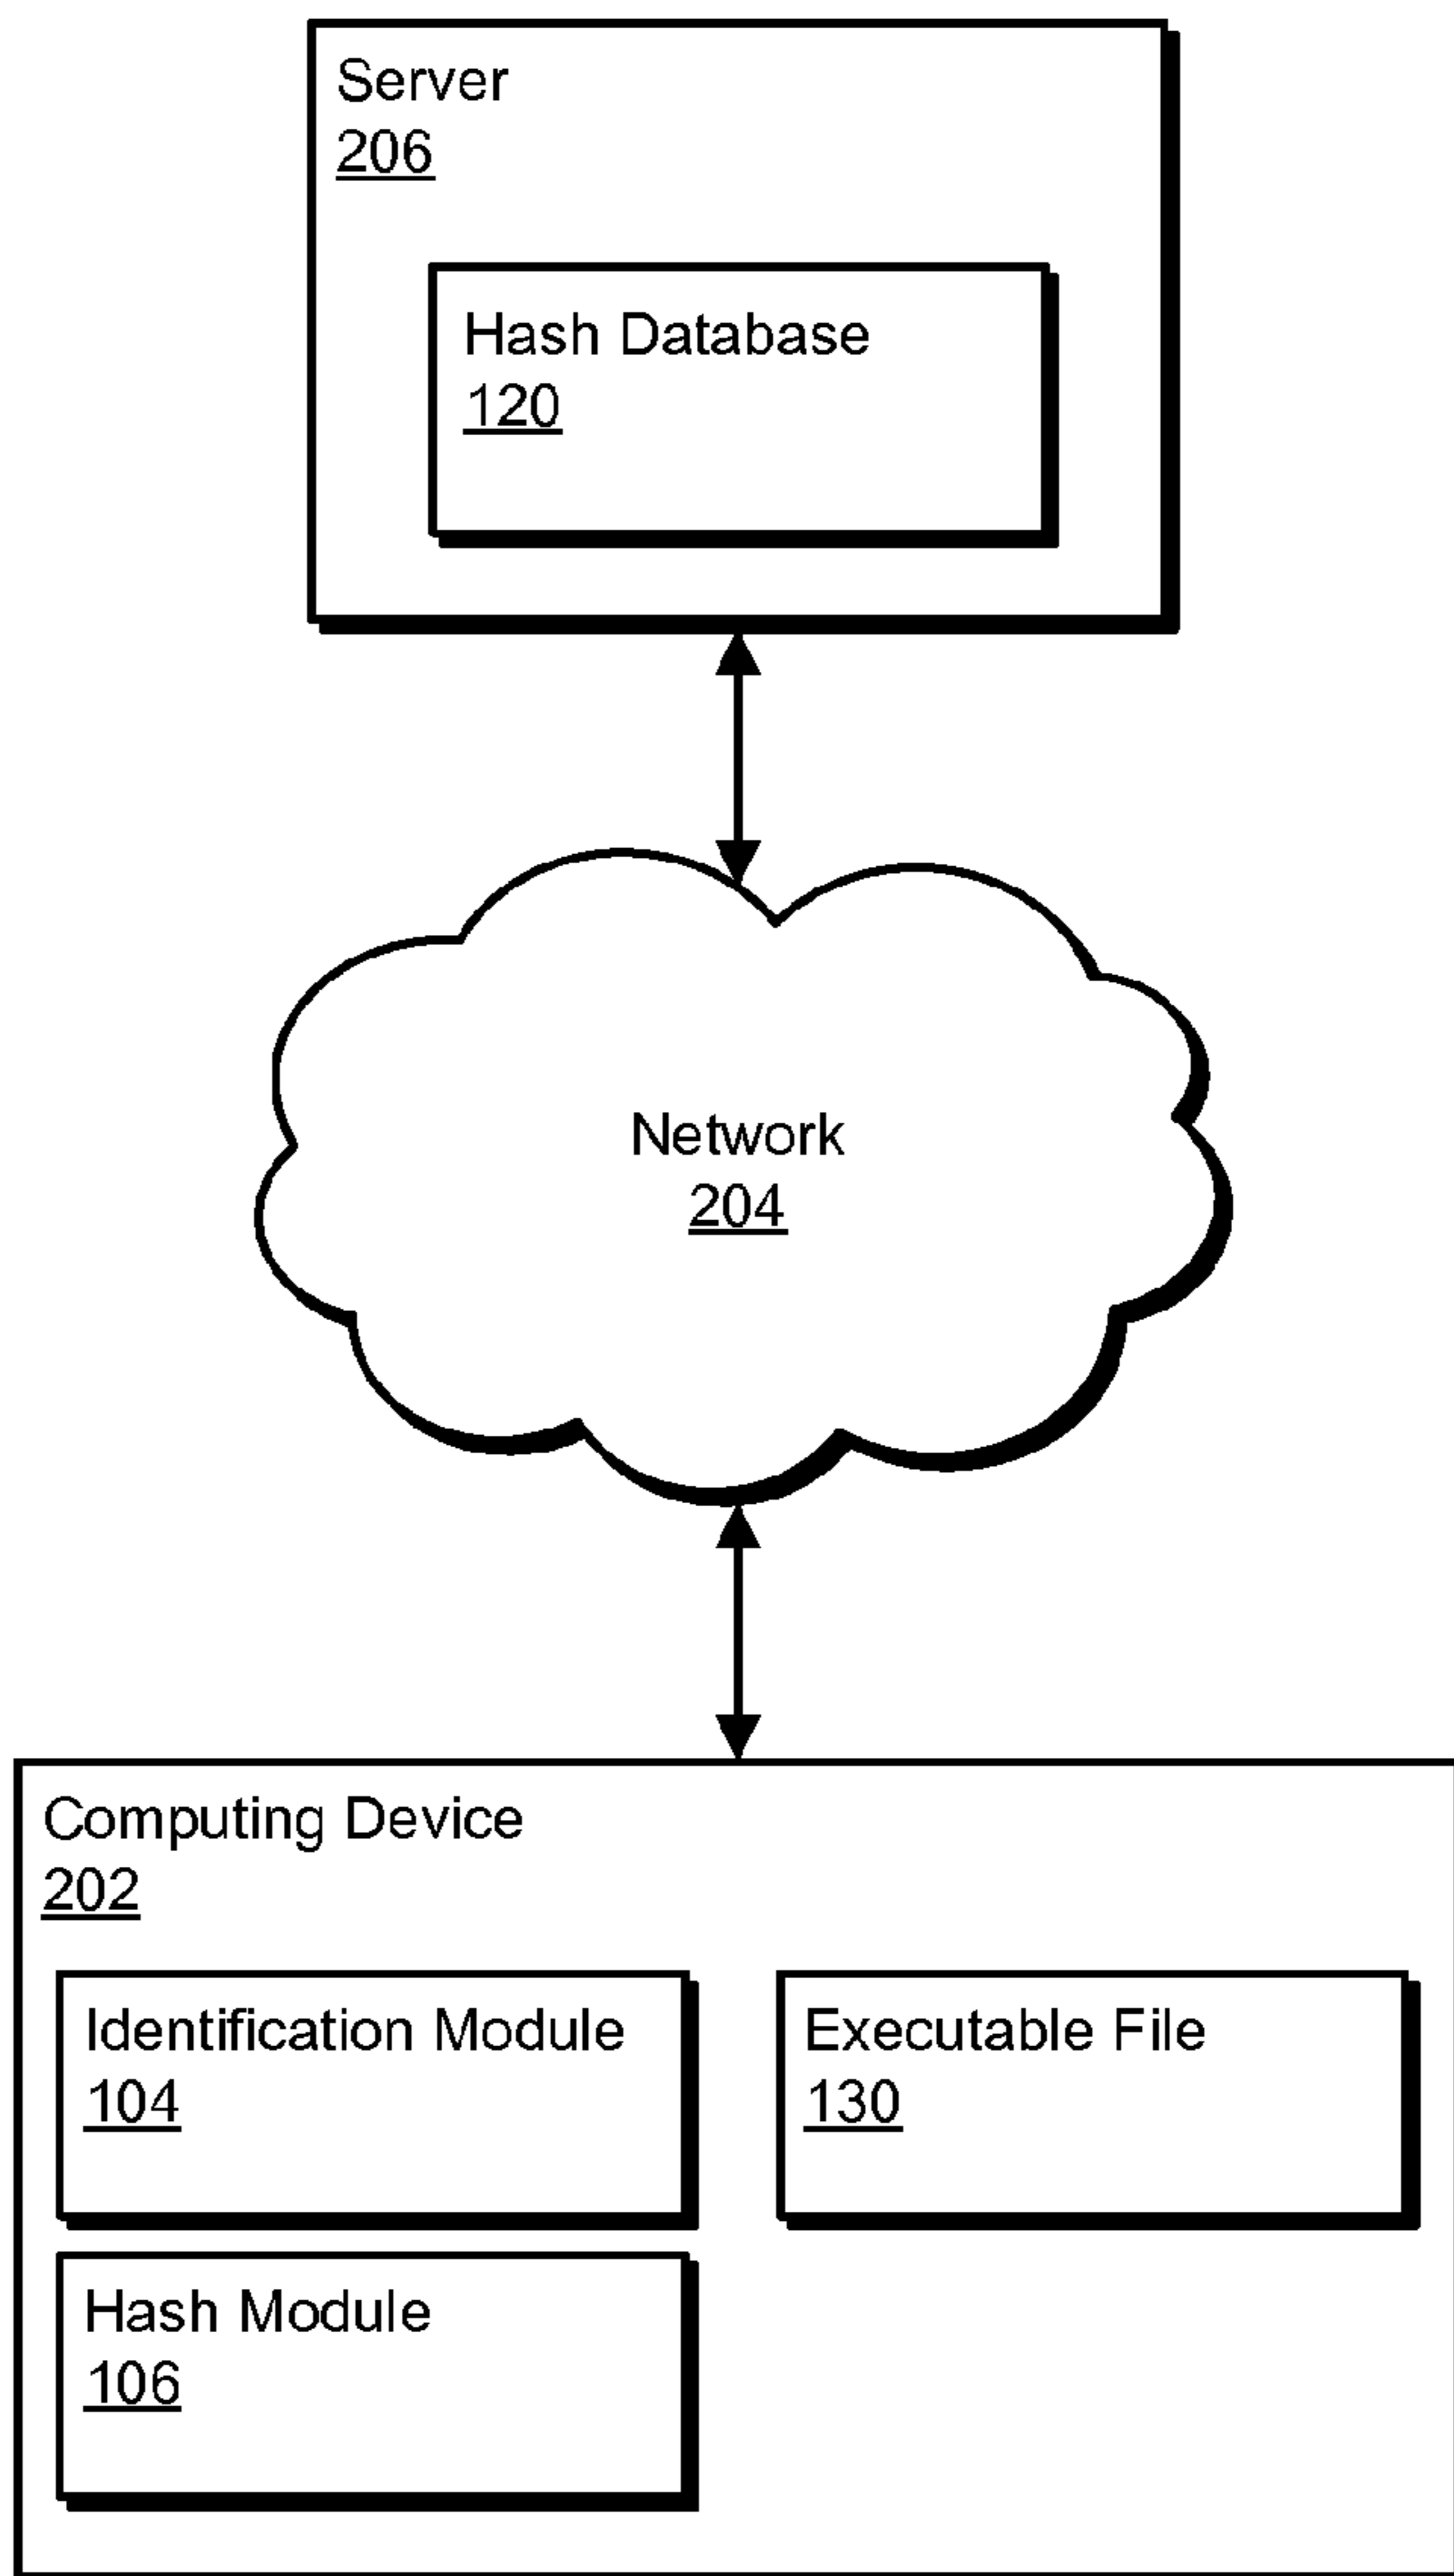 Server
206
Hash Database
120
Network
204
Computing Device
202
Identification Module
104
Executable File
130
Hash Module
106